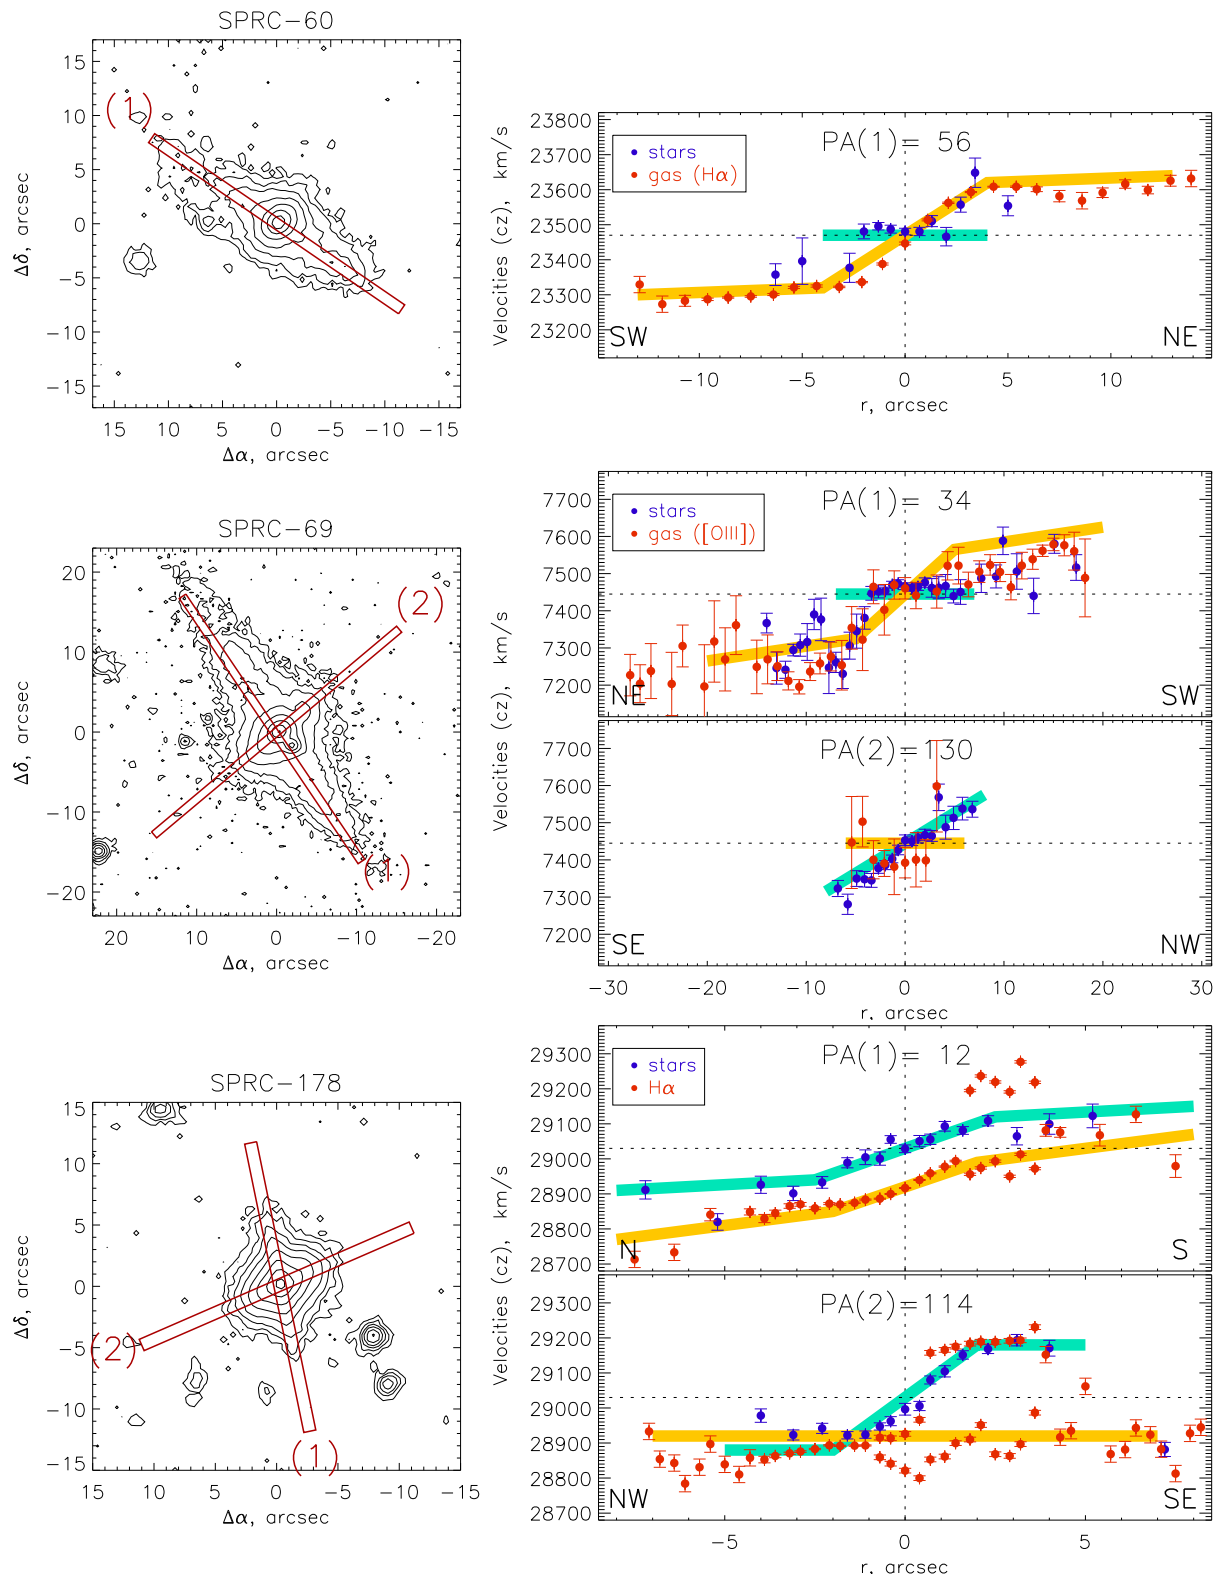 SPRC-60
(1)
15
10
5
0
-5
-10
-15
Δδ, arcsec
15 10 5 0 -5 -10 -15
Δα, arcsec
PA(1)= 56
stars
gas (Hα)
23800
23700
23600
23500
23400
23300
23200
Velocities (cz), km/s
SW NE
-10 -5 0 5 10
r, arcsec
SPRC-69
(2)
(1)
20
10
0
-10
-20
Δδ, arcsec
20 10 0 -10 -20
Δα, arcsec
PA(1)= 34
stars
gas ([OIII])
7700
7600
7500
7400
7300
7200
NE SW
Velocities (cz), km/s
PA(2)=130
7700
7600
7500
7400
7300
7200
SE NW
-30 -20 -10 0 10 20 30
r, arcsec
SPRC-178
(2)
(1)
15
10
5
0
-5
-10
-15
Δδ, arcsec
15 10 5 0 -5 -10 -15
Δα, arcsec
PA(1)= 12
stars
Hα
29300
29200
29100
29000
28900
28800
28700
N S
Velocities (cz), km/s
PA(2)=114
29300
29200
29100
29000
28900
28800
28700
NW SE
-5 0 5
r, arcsec